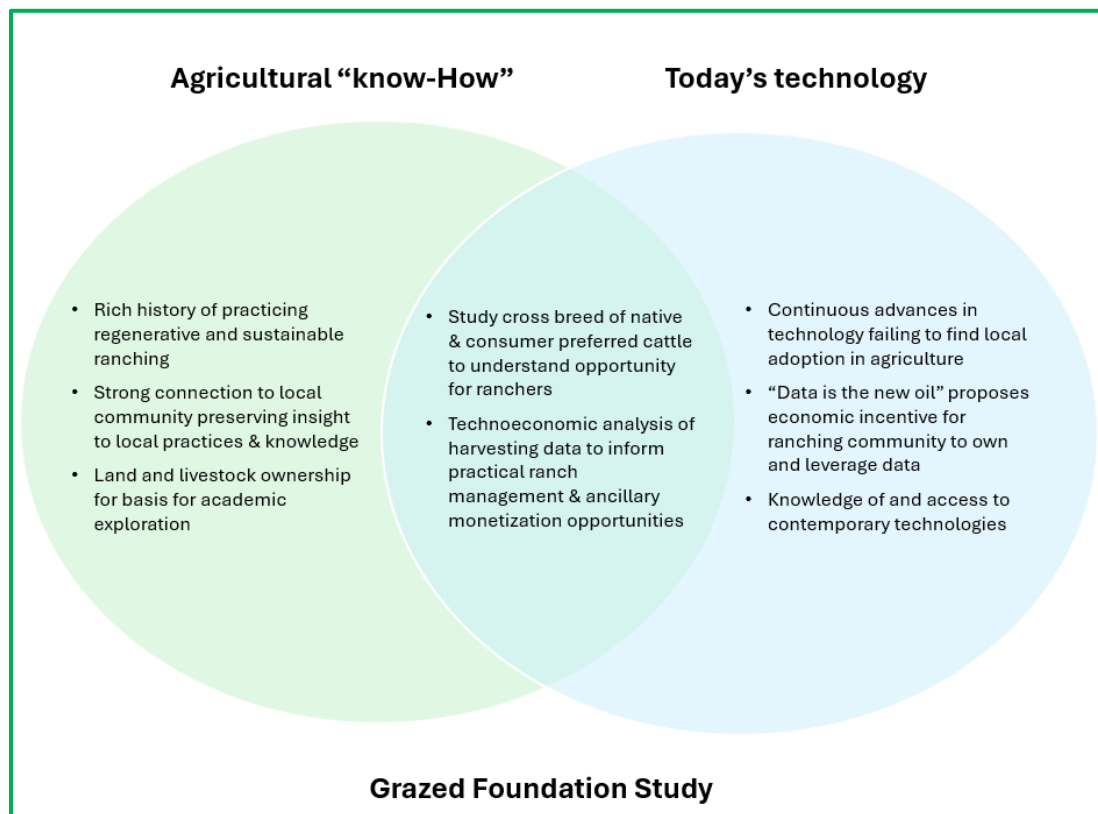 Agricultural “know-How”
Today’s technology
• Rich history of practicing
regenerative and sustainable
ranching
• Strong connection to local
community preserving insight
to local practices & knowledge
• Land and livestock ownership
for basis for academic
exploration
• Study cross breed of native
& consumer preferred cattle
to understand opportunity
for ranchers
• Technoeconomic analysis of
harvesting data to inform
practical ranch
management & ancillary
monetization opportunities
• Continuous advances in
technology failing to find local
adoption in agriculture
• “Data is the new oil” proposes
economic incentive for
ranching community to own
and leverage data
• Knowledge of and access to
contemporary technologies
Grazed Foundation Study